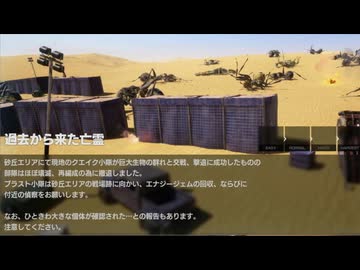 過去から来た亡霊
砂丘エリアにて現地のクエイク小隊が巨大生物の群れと交戦、撃退に成功したものの
部隊はほぼ壊滅、再編成の為に撤退しました。
ブラスト小隊は砂丘エリアの戦場跡に向かい、エナジージェムの回収、ならびに
付近の偵察をお願いします。
なお、ひときわ大きな個体が確認された…との報告もあります。
注意してください。
EASY NORMAL HARD